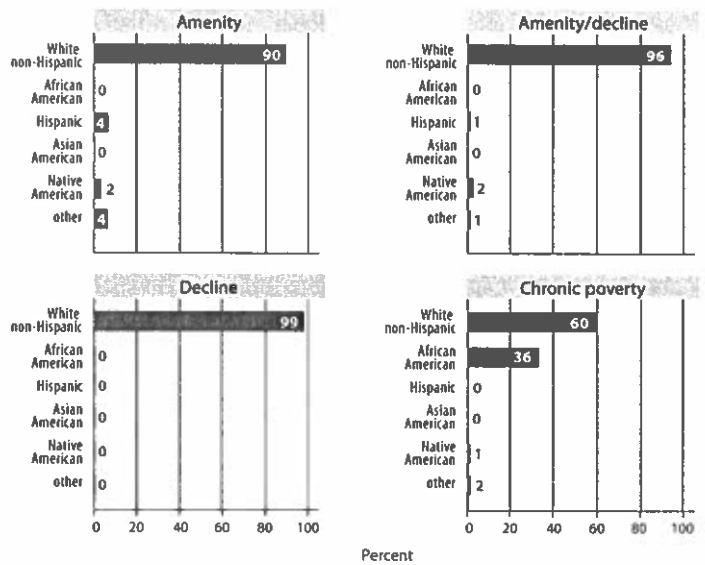 Amenity
White
non-Hispanic
90
African
American
0
Hispanic
4
Asian
American
0
Native
American
2
other
4
Amenity/decline
White
non-Hispanic
96
African
American
0
Hispanic
1
Asian
American
0
Native
American
2
other
1
Decline
White
non-Hispanic
99
African
American
0
Hispanic
0
Asian
American
0
Native
American
0
other
0
0 20 40 60 80 100
Chronic poverty
White
non-Hispanic
60
African
American
36
Hispanic
0
Asian
American
0
Native
American
1
other
2
0 20 40 60 80 100
Percent